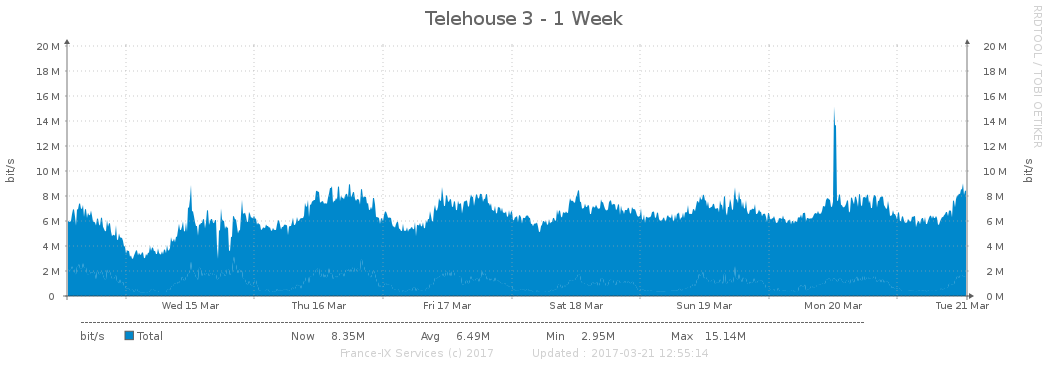 Telehouse 3 - 1 Week
RRDTOOL / TOBI OETIKER
20 M 20 M
18 M 18 M
16 M 16 M
14 M 14 M
12 M 12 M
10 M 10 M
8 M 8 M
6 M 6 M
4 M 4 M
2 M 2 M
0 0 M
bit/s
bit/s
Wed 15 Mar Thu 16 Mar Fri 17 Mar Sat 18 Mar Sun 19 Mar Mon 20 Mar Tue 21 Mar
bit/s Total Now 8.35M Avg 6.49M Min 2.95M Max 15.14M
France-IX Services (c) 2017 Updated : 2017-03-21 12:55:14